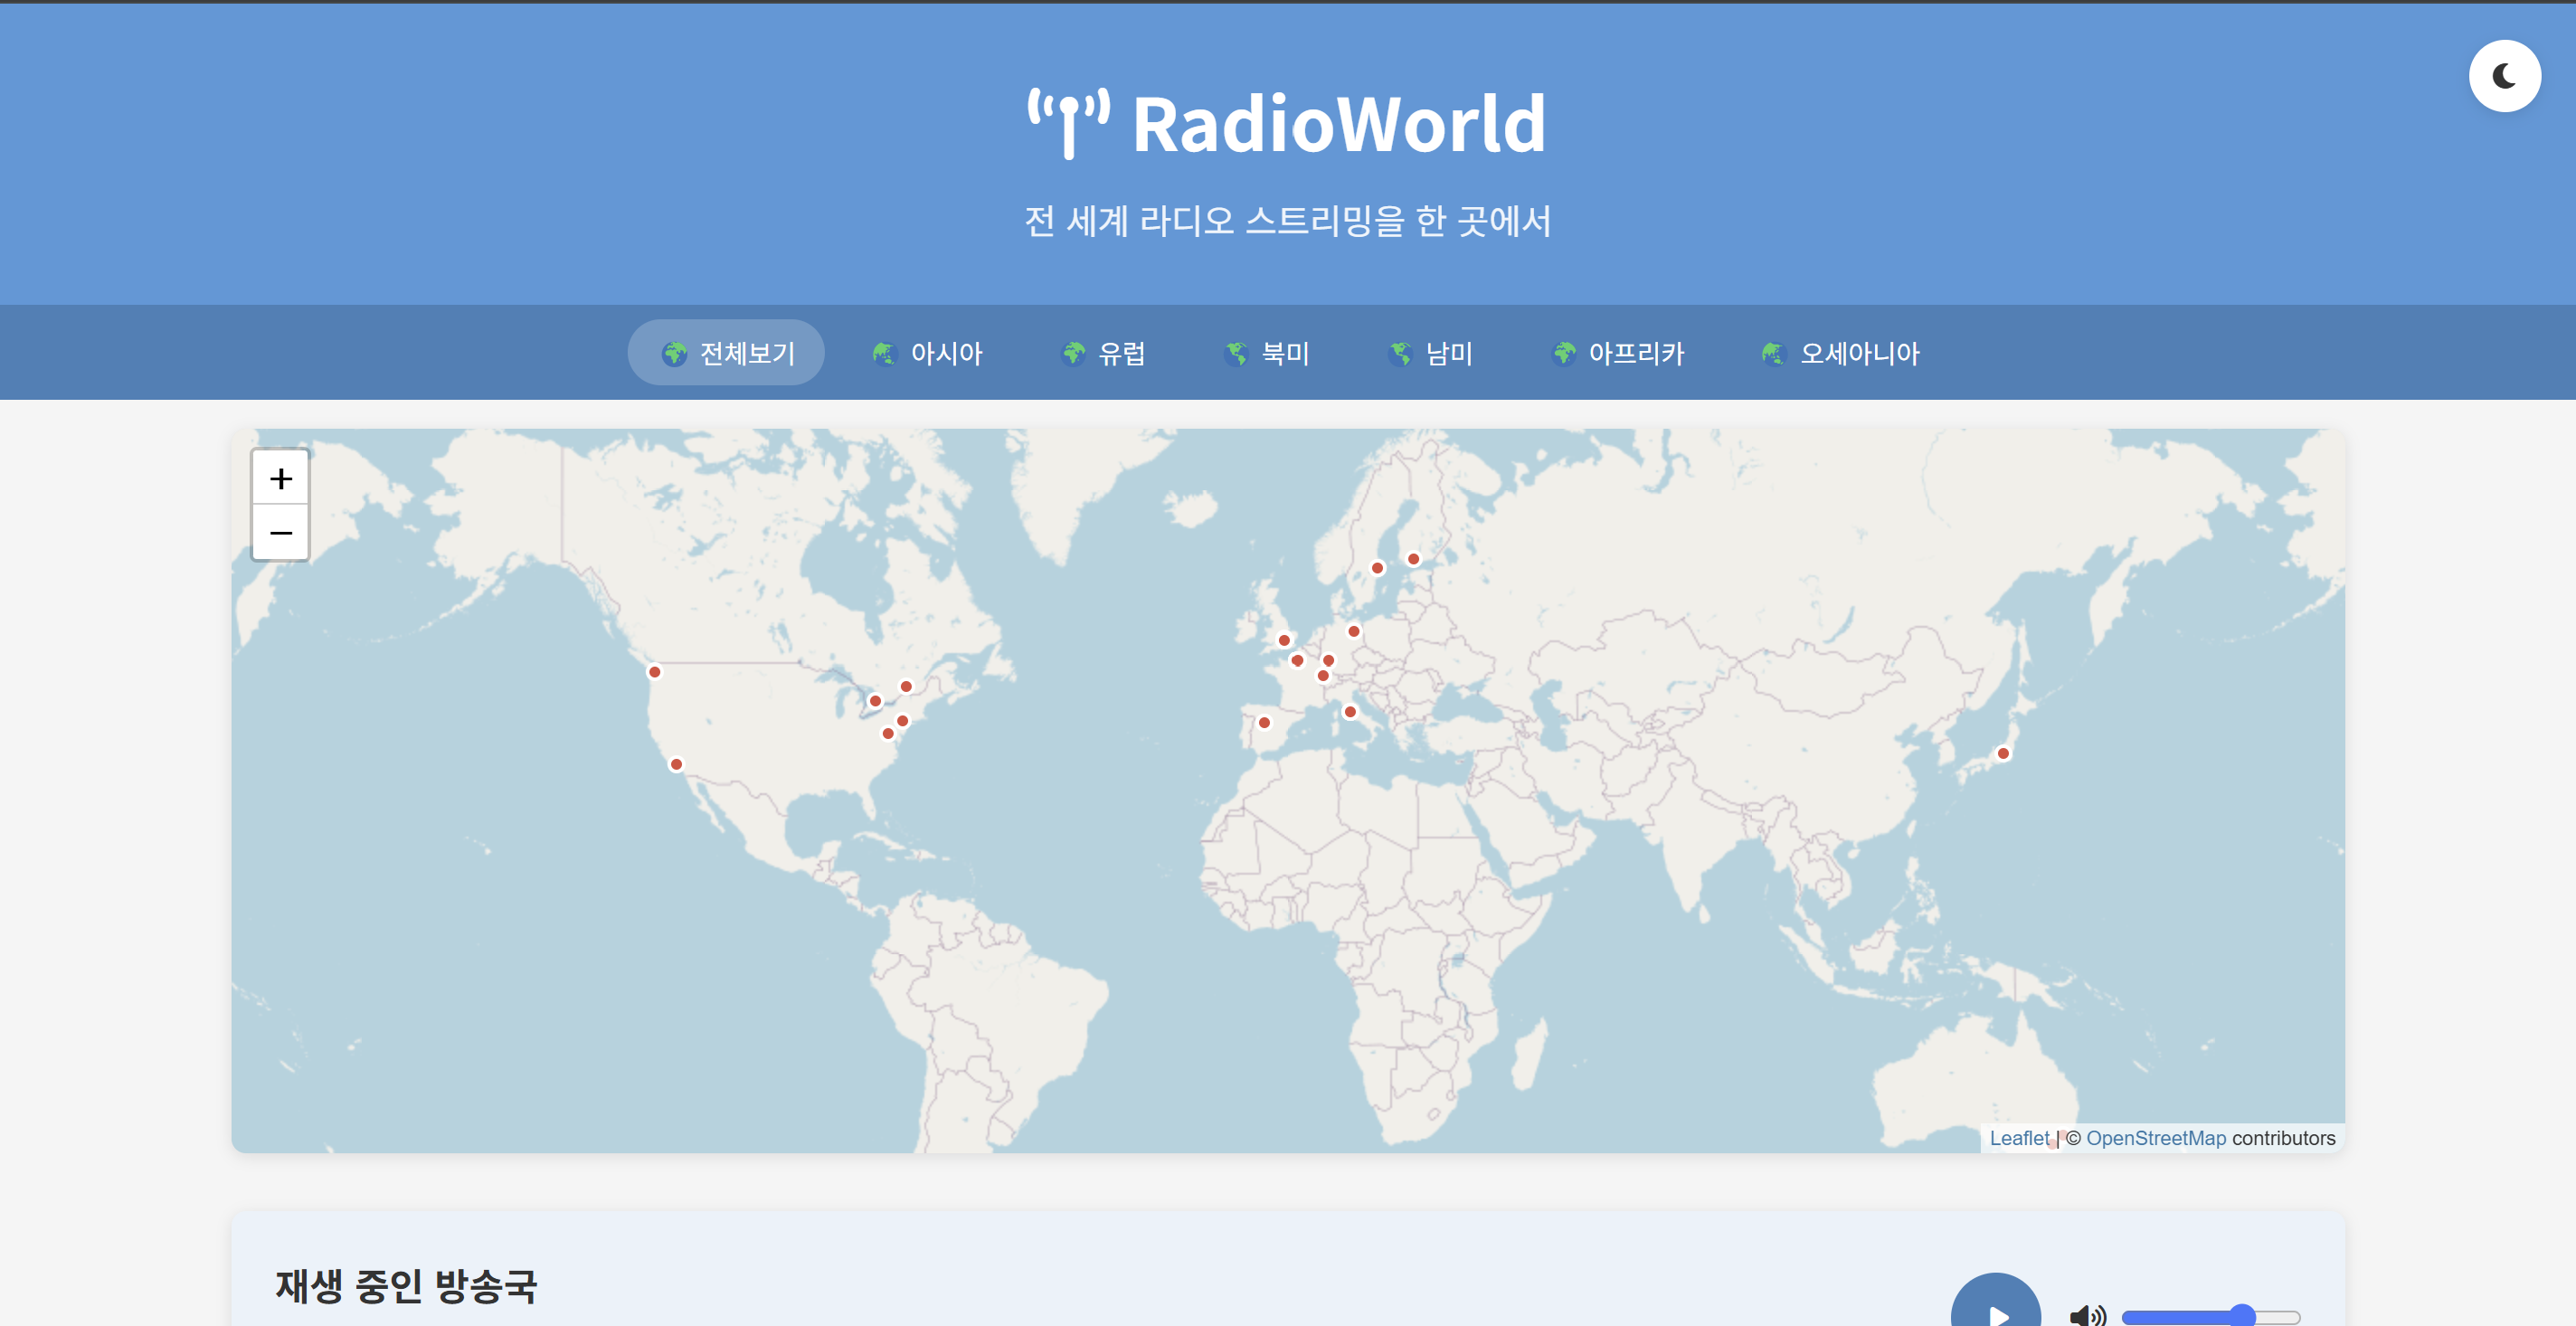 RadioWorld
전 세계 라디오 스트리밍을 한 곳에서
전체보기 아시아 유럽 북미 남미 아프리카 오세아니아
+
−
Leaflet | © OpenStreetMap contributors
재생 중인 방송국